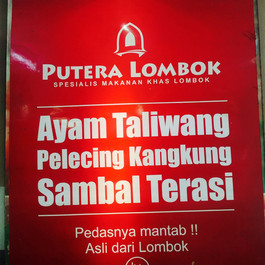 PUTERA LOMBOK
SPESIALIS MAKANAN KHAS LOMBOK
Ayam Taliwang
Pelecing Kangkung
Sambal Terasi
Pedasnya mantab !!
Asli dari Lombok